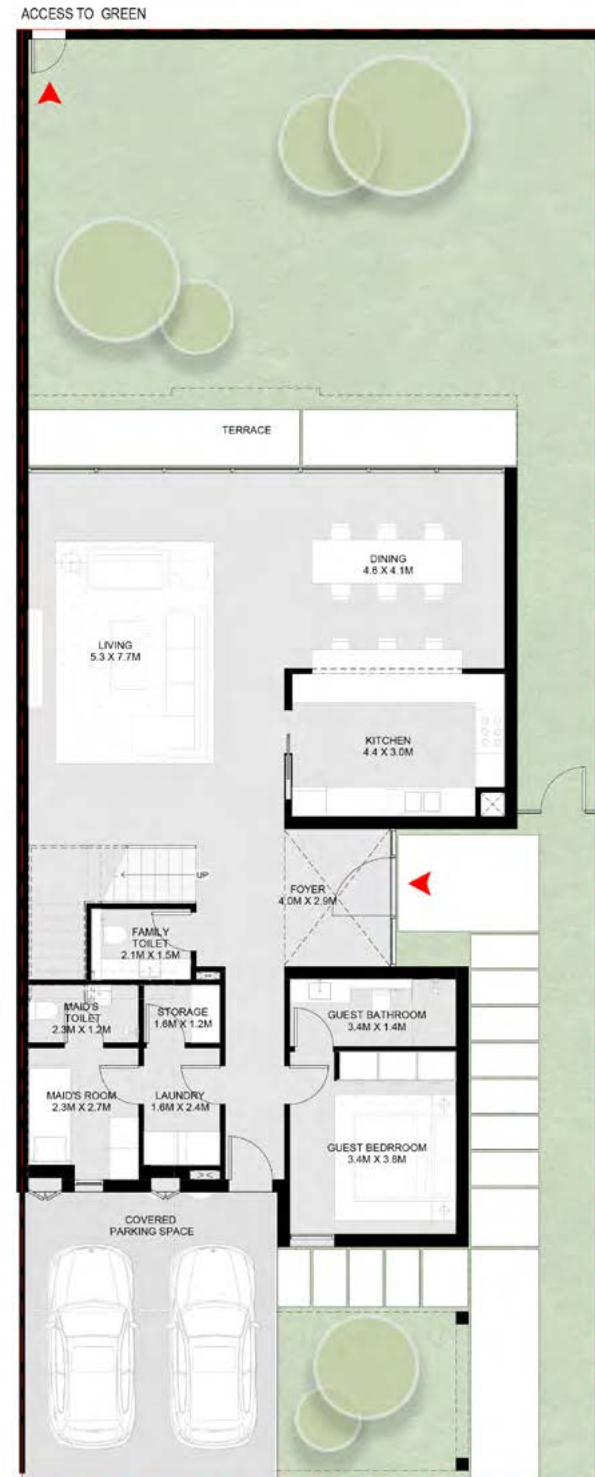 ACCESS TO GREEN
TERRACE
DINING
4.6 X 4.1M
LIVING
5.3 X 7.7M
KITCHEN
4.4 X 3.0M
UP
FOYER
4.0M X 2.9M
FAMILY
TOILET
2.1M X 1.5M
MAID'S
TOILET
2.3M X 1.2M
STORAGE
1.6M X 1.2M
GUEST BATHROOM
3.4M X 1.4M
MAID'S ROOM
2.3M X 2.7M
LAUNDRY
1.6M X 2.4M
GUEST BEDRROOM
3.4M X 3.8M
COVERED
PARKING SPACE